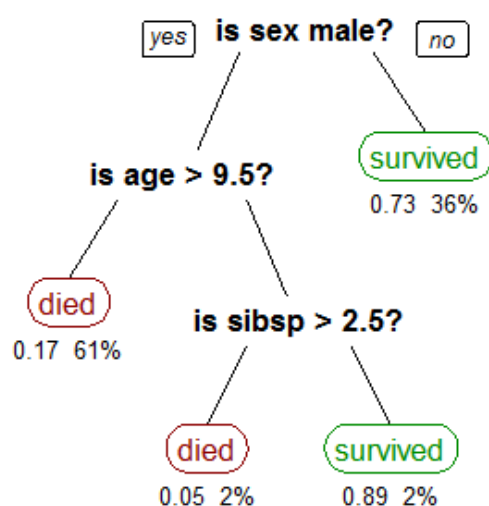 yes is sex male? no
survived
0.73 36%
is age > 9.5?
died
0.17 61%
is sibsp > 2.5?
died survived
0.05 2% 0.89 2%